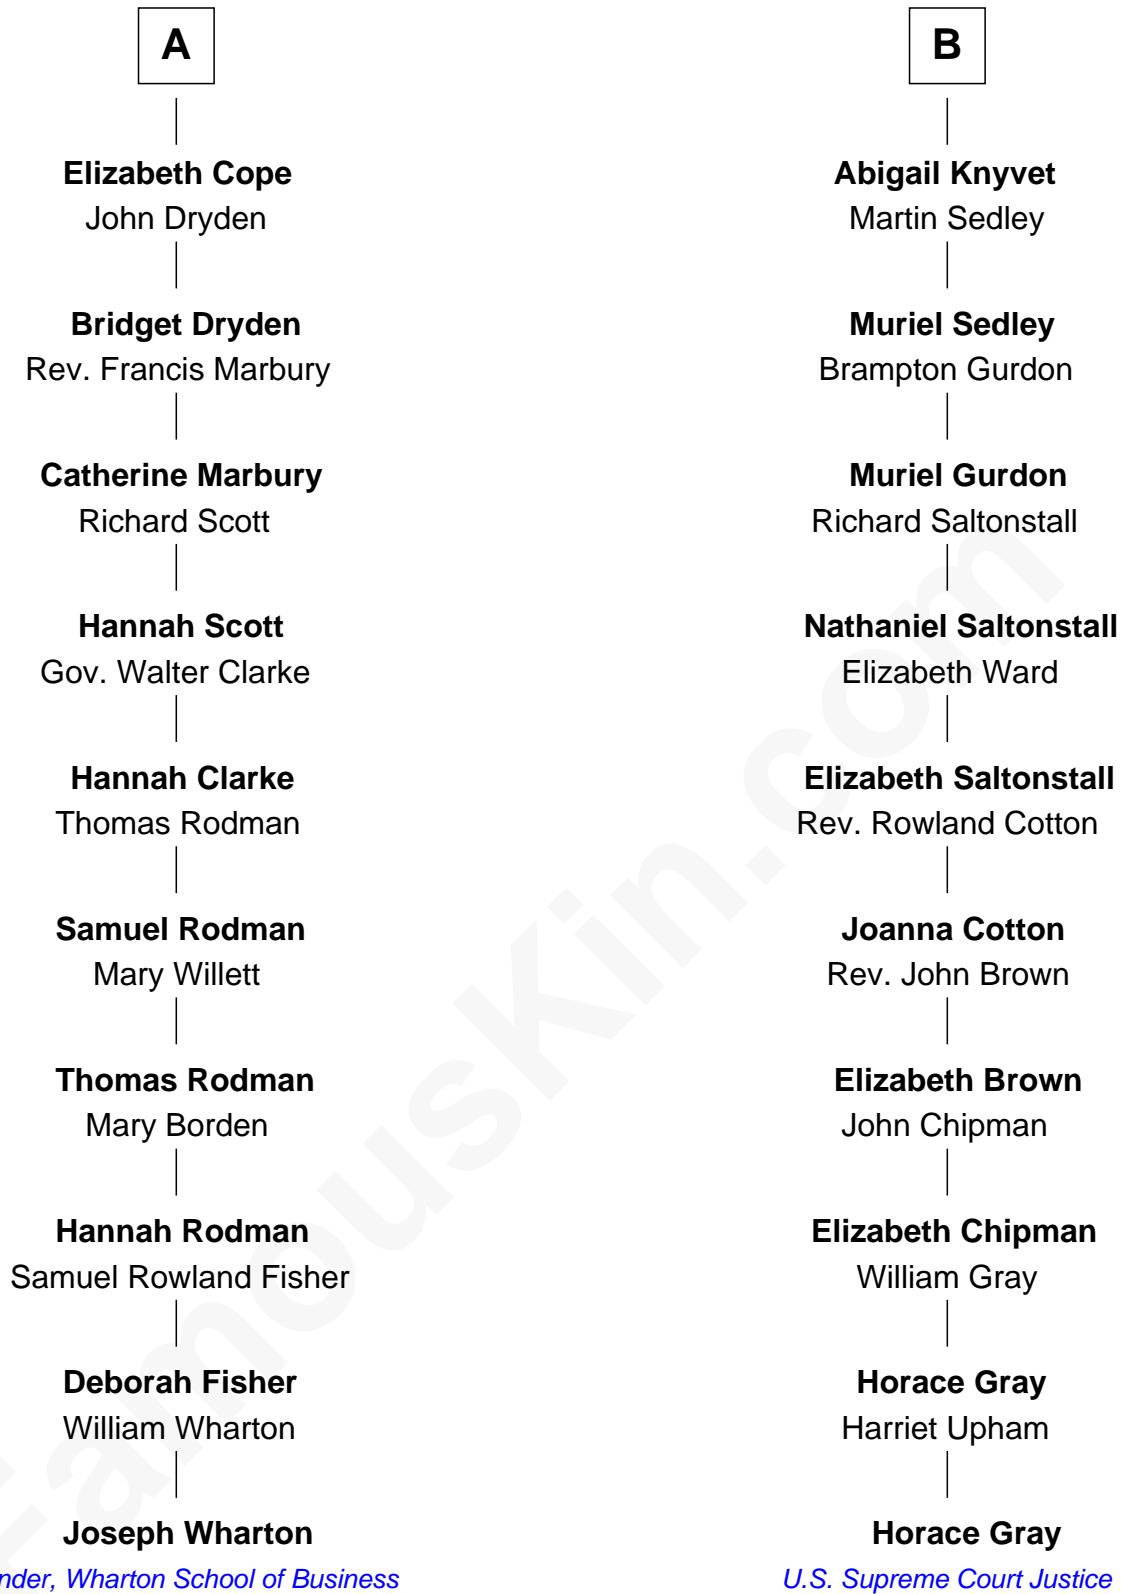 A
Elizabeth Cope
John Dryden
Bridget Dryden
Rev. Francis Marbury
Catherine Marbury
Richard Scott
Hannah Scott
Gov. Walter Clarke
Hannah Clarke
Thomas Rodman
Samuel Rodman
Mary Willett
Thomas Rodman
Mary Borden
Hannah Rodman
Samuel Rowland Fisher
Deborah Fisher
William Wharton
Joseph Wharton
nder, Wharton School of Business
B
Abigail Knyvet
Martin Sedley
Muriel Sedley
Brampton Gurdon
Muriel Gurdon
Richard Saltonstall
Nathaniel Saltonstall
Elizabeth Ward
Elizabeth Saltonstall
Rev. Rowland Cotton
Joanna Cotton
Rev. John Brown
Elizabeth Brown
John Chipman
Elizabeth Chipman
William Gray
Horace Gray
Harriet Upham
Horace Gray
U.S. Supreme Court Justice
FamousKin.com